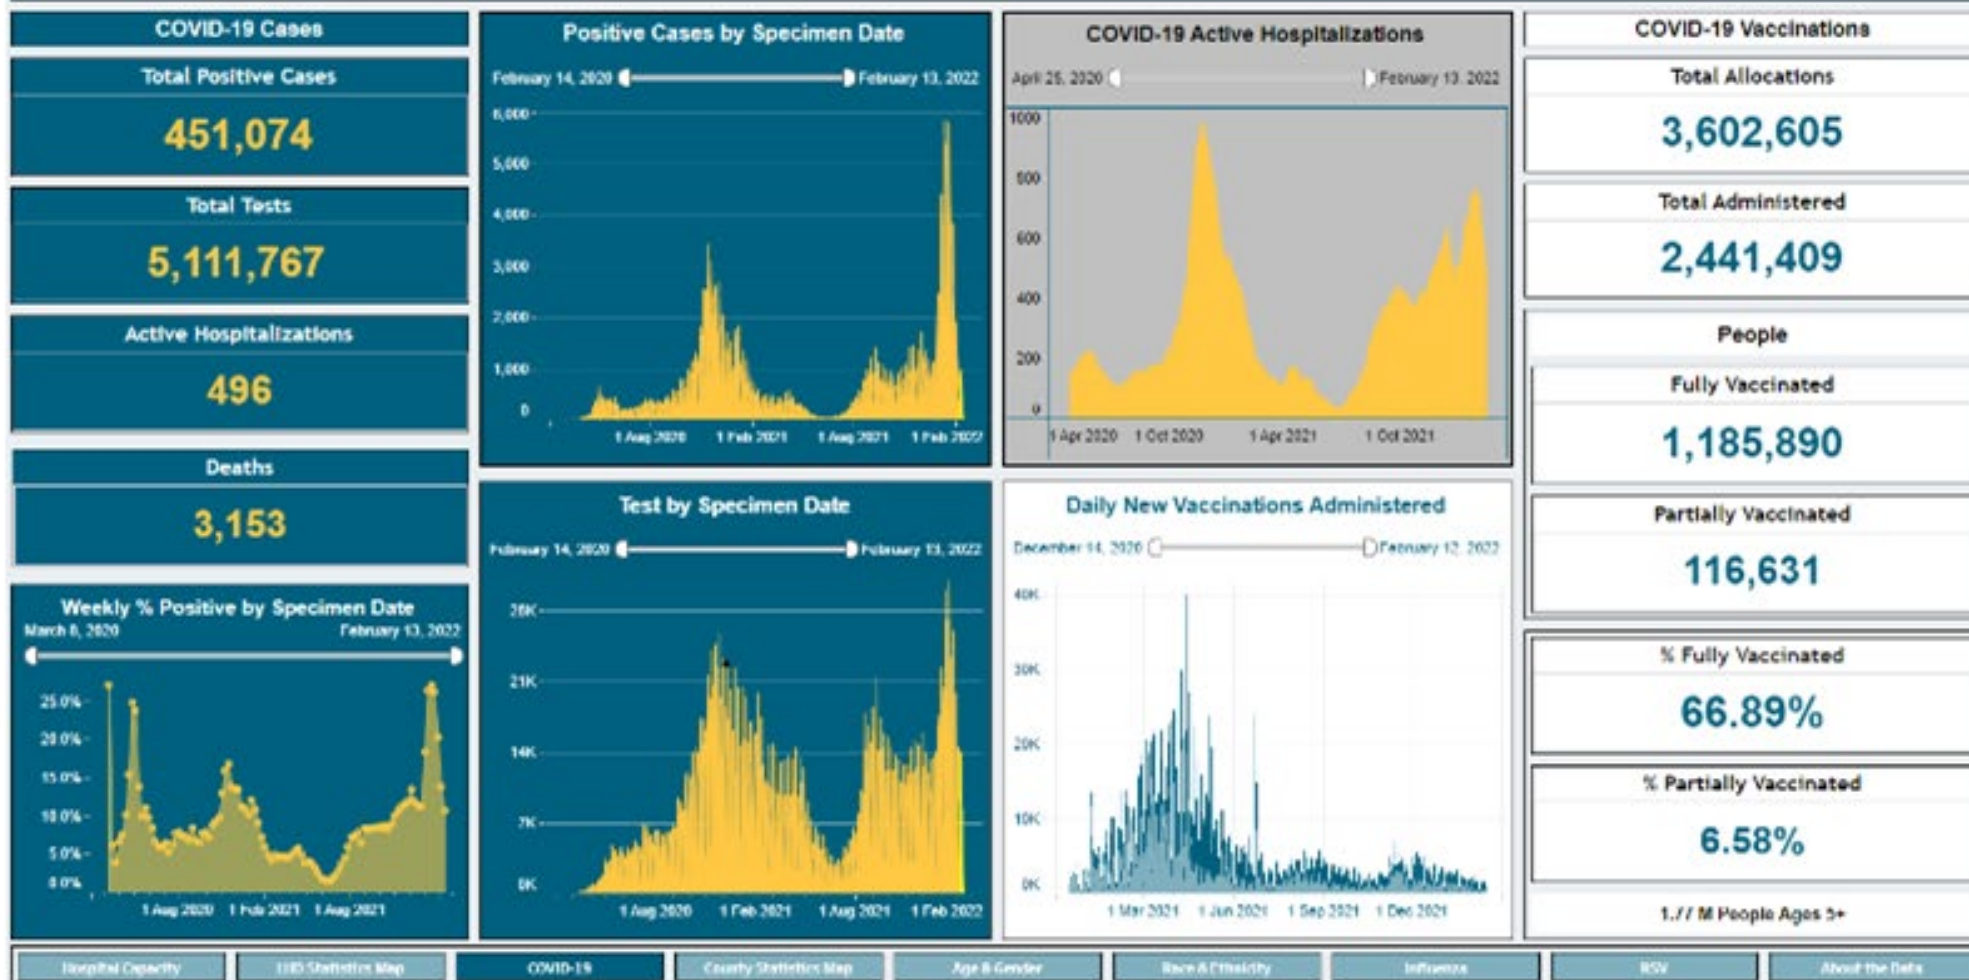 COVID-19 Cases
Total Positive Cases
451,074
Total Tests
5,111,767
Active Hospitalizations
496
Deaths
3,153
Weekly % Positive by Specimen Date
March 8, 2020
February 13, 2022
25.0%
20.0%
15.0%
10.0%
5.0%
0.0%
1 Aug 2020 1 Feb 2021 1 Aug 2021
Positive Cases by Specimen Date
February 14, 2020 February 13, 2022
6,000
5,000
4,000
3,000
2,000
1,000
0
1 Aug 2020 1 Feb 2021 1 Aug 2021 1 Feb 2022
Test by Specimen Date
February 14, 2020 February 13, 2022
28K
21K
14K
7K
0K
1 Aug 2020 1 Feb 2021 1 Aug 2021 1 Feb 2022
COVID-19 Active Hospitalizations
April 25, 2020 February 13, 2022
1000
800
600
400
200
0
1 Apr 2020 1 Oct 2020 1 Apr 2021 1 Oct 2021
Daily New Vaccinations Administered
December 14, 2020 February 12, 2022
40K
30K
20K
10K
0K
1 Mar 2021 1 Jun 2021 1 Sep 2021 1 Dec 2021
COVID-19 Vaccinations
Total Allocations
3,602,605
Total Administered
2,441,409
People
Fully Vaccinated
1,185,890
Partially Vaccinated
116,631
% Fully Vaccinated
66.89%
% Partially Vaccinated
6.58%
1.77 M People Ages 5+
Hospital Capacity
LHD Statistics Map
COVID-19
County Statistics Map
Age & Gender
Race & Ethnicity
Influenza
RSV
About the Data